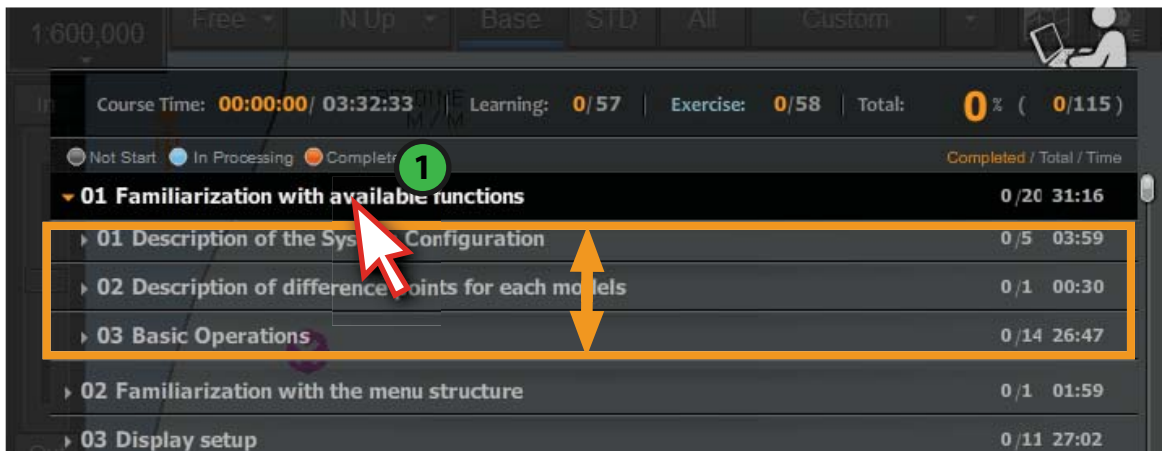 1:600,000 Free N Up Base STD All Custom
Course Time: 00:00:00/ 03:32:33 | Learning: 0/57 | Exercise: 0/58 | Total: 0 % ( 0/115 )
Not Start In Processing Complete
1
Completed / Total / Time
01 Familiarization with available functions 0 /20 31:16
01 Description of the System Configuration 0 /5 03:59
02 Description of difference points for each models 0 /1 00:30
03 Basic Operations 0 /14 26:47
02 Familiarization with the menu structure 0 /1 01:59
03 Display setup 0 /11 27:02